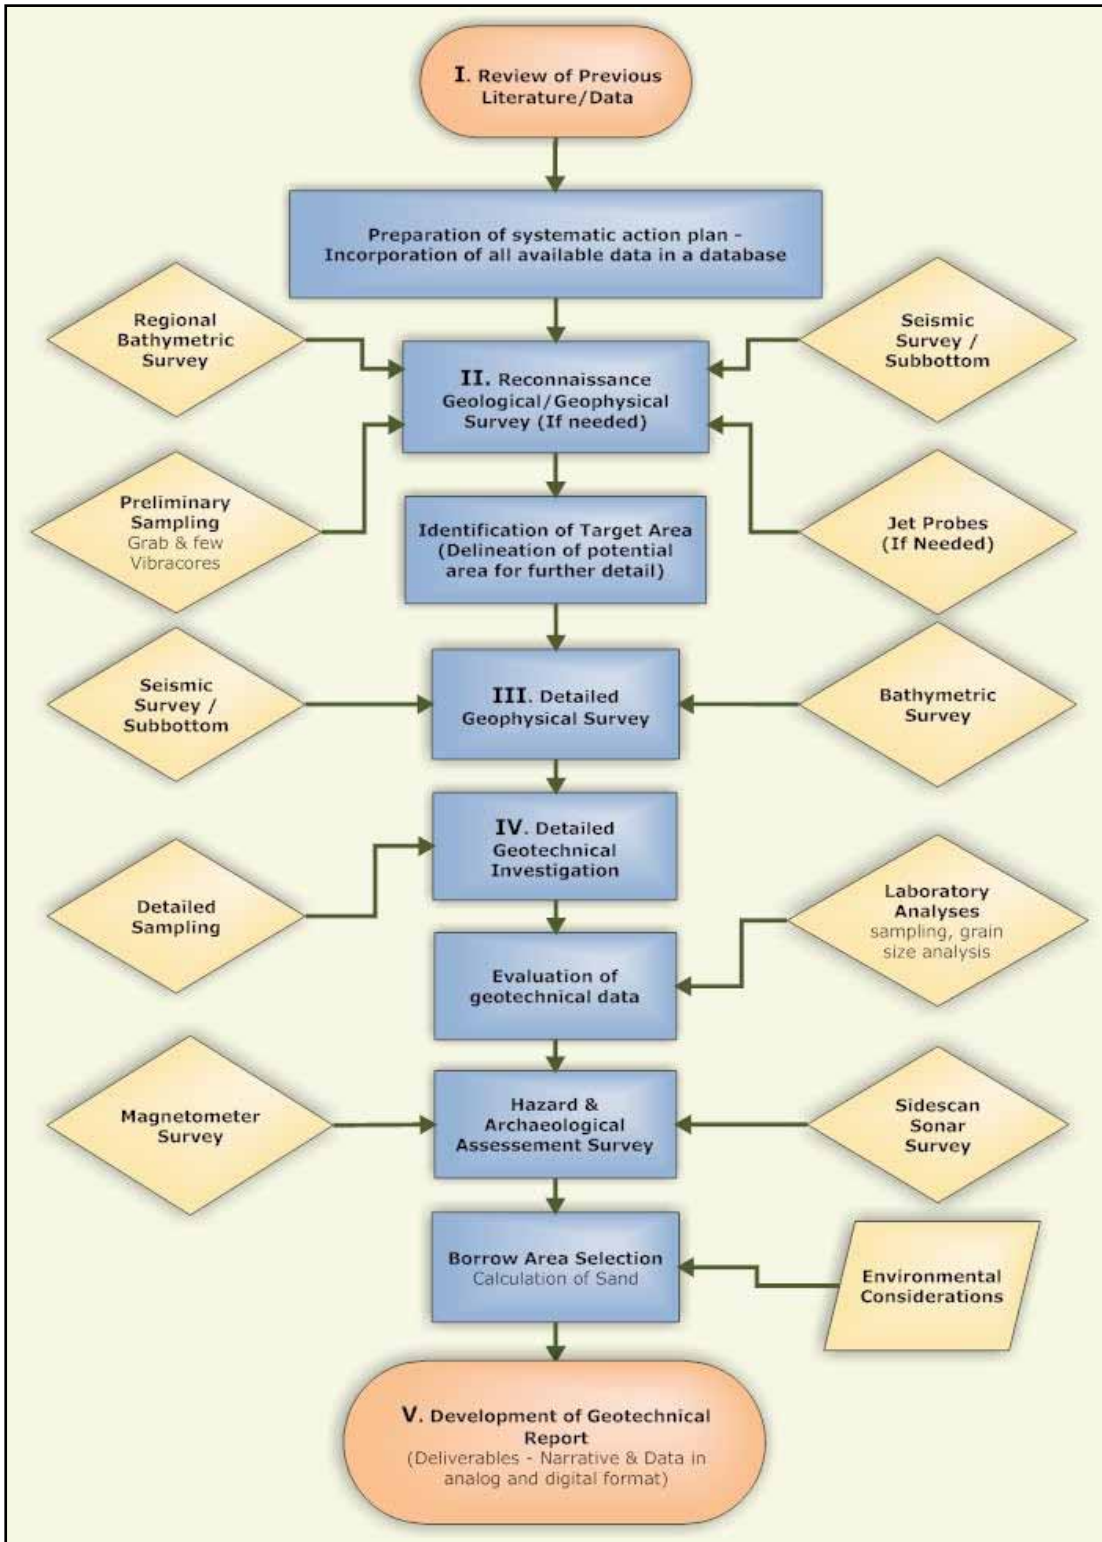 I. Review of Previous
Literature/Data
Preparation of systematic action plan -
Incorporation of all available data in a database
Regional
Bathymetric
Survey
Seismic
Survey /
Subbottom
II. Reconnaissance
Geological/Geophysical
Survey (If needed)
Preliminary
Sampling
Grab & few
Vibracores
Jet Probes
(If Needed)
Identification of Target Area
(Delineation of potential
area for further detail)
Seismic
Survey /
Subbottom
III. Detailed
Geophysical Survey
Bathymetric
Survey
IV. Detailed
Geotechnical
Investigation
Detailed
Sampling
Laboratory
Analyses
sampling, grain
size analysis
Evaluation of
geotechnical data
Magnetometer
Survey
Hazard &
Archaeological
Assessement Survey
Sidescan
Sonar
Survey
Borrow Area Selection
Calculation of Sand
Environmental
Considerations
V. Development of Geotechnical
Report
(Deliverables - Narrative & Data in
analog and digital format)